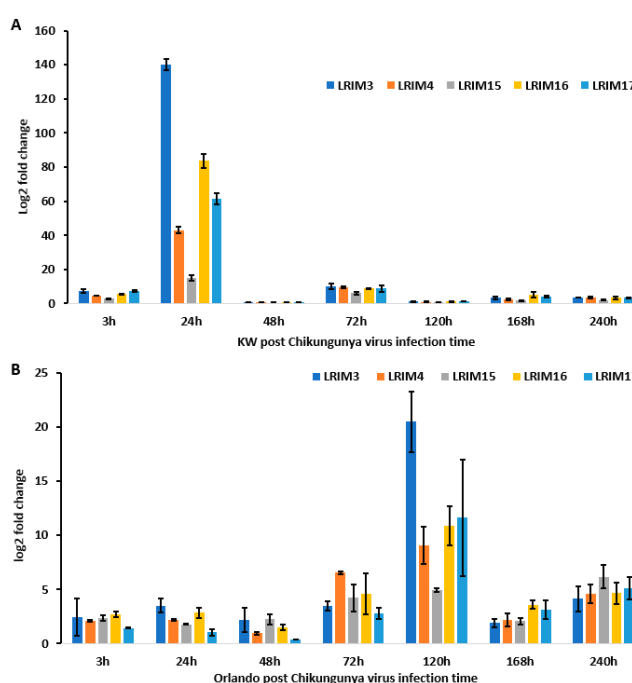 A
160
140
120
100
80
60
40
20
0
Log2 fold change
LRIM3 LRIM4 LRIM15 LRIM16 LRIM17
3h 24h 48h 72h 120h 168h 240h
KW post Chikungunya virus infection time
B
25
20
15
10
5
0
log2 fold change
LRIM3 LRIM4 LRIM15 LRIM16 LRIM1
3h 24h 48h 72h 120h 168h 240h
Orlando post Chikungunya virus infection time